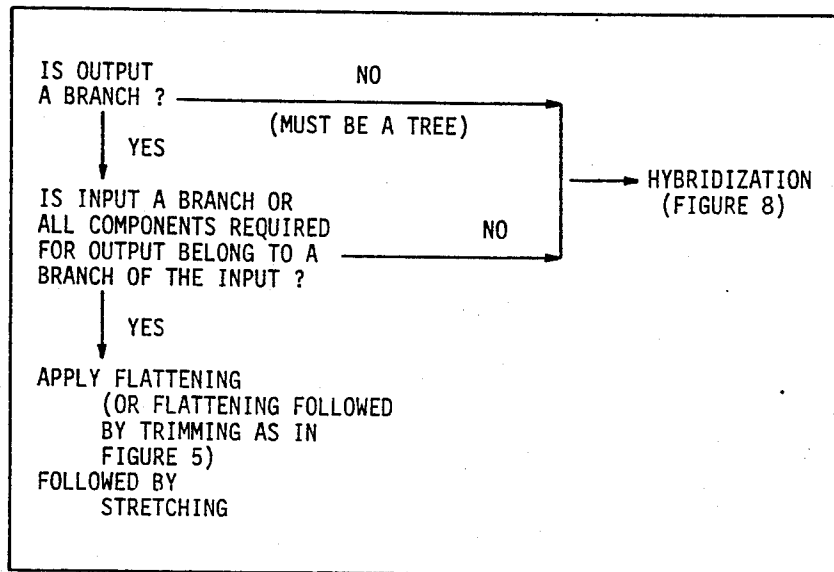 IS OUTPUT
A BRANCH ?
NO
(MUST BE A TREE)
YES
HYBRIDIZATION
(FIGURE 8)
IS INPUT A BRANCH OR
ALL COMPONENTS REQUIRED
FOR OUTPUT BELONG TO A
BRANCH OF THE INPUT ?
NO
YES
APPLY FLATTENING
(OR FLATTENING FOLLOWED
BY TRIMMING AS IN
FIGURE 5)
FOLLOWED BY
STRETCHING